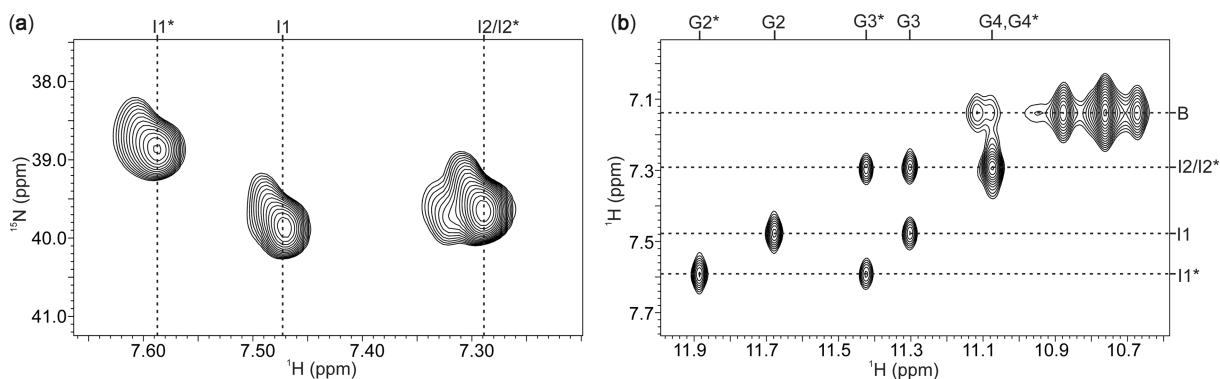 (a)
I1* I1 I2/I2*
38.0
39.0
40.0
41.0
¹⁵N (ppm)
7.60 7.50 7.40 7.30
¹H (ppm)
(b)
G2* G2 G3* G3 G4,G4*
7.1
7.3
7.5
7.7
¹H (ppm)
B
I2/I2*
I1
I1*
11.9 11.7 11.5 11.3 11.1 10.9 10.7
¹H (ppm)